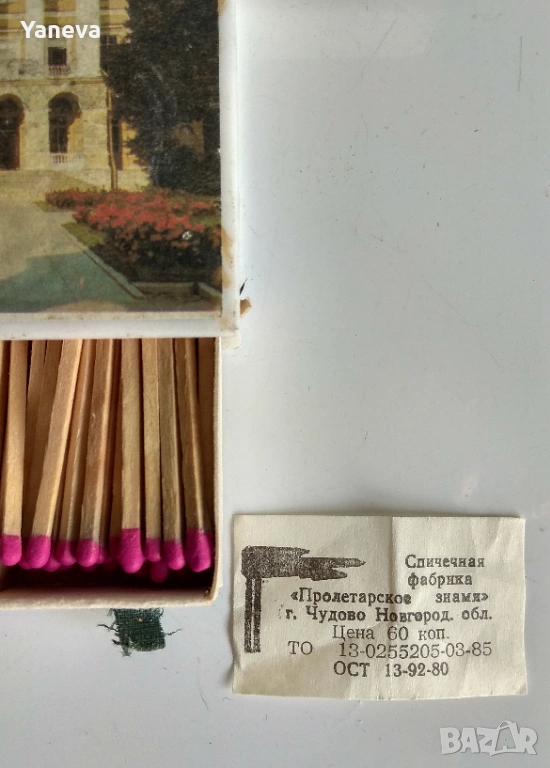 Yaneva
Спичечная
фабрика
«Пролетарское знамя»
г. Чудово Новгород. обл.
Цена 60 коп.
ТО 13-0255205-03-85
ОСТ 13-92-80
BAZAR